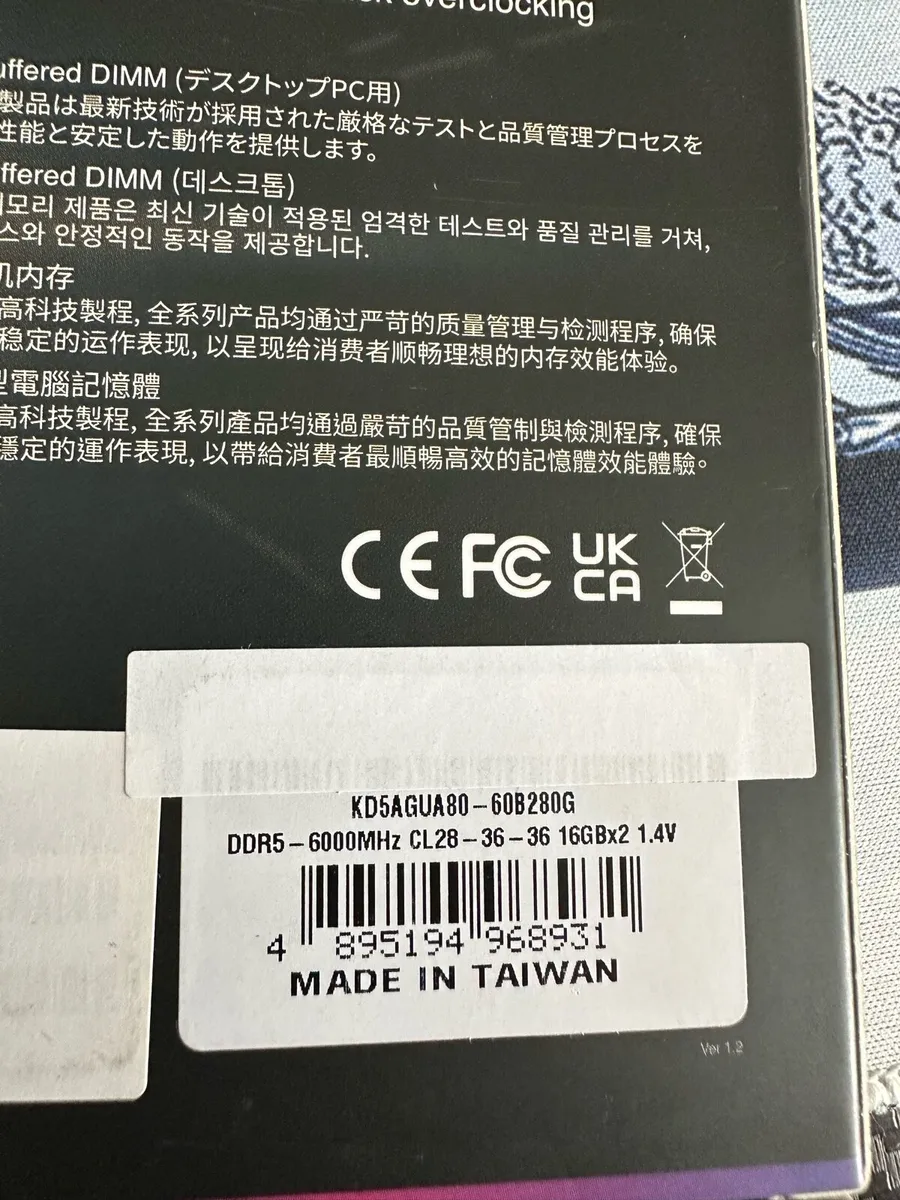 overclocking
uffered DIMM (デスクトップPC用)
製品は最新技術が採用された厳格なテストと品質管理プロセスを
性能と安定した動作を提供します。
ffered DIMM (데스크톱)
메모리 제품은 최신 기술이 적용된 엄격한 테스트와 품질 관리를 거쳐,
스와 안정적인 동작을 제공합니다.
机内存
高科技製程, 全系列产品均通过严苛的质量管理与检测程序, 确保
稳定的运作表现, 以呈现给消费者顺畅理想的内存效能体验。
型電腦記憶體
高科技製程, 全系列產品均通過嚴苛的品質管制與檢測程序, 確保
穩定的運作表現, 以帶給消費者最順暢高效的記憶體效能體驗。
CE FC UK CA
KD5AGUA80-60B280G
DDR5-6000MHz CL28-36-36 16GBx2 1.4V
4 895194 968931
MADE IN TAIWAN
Ver 1.2